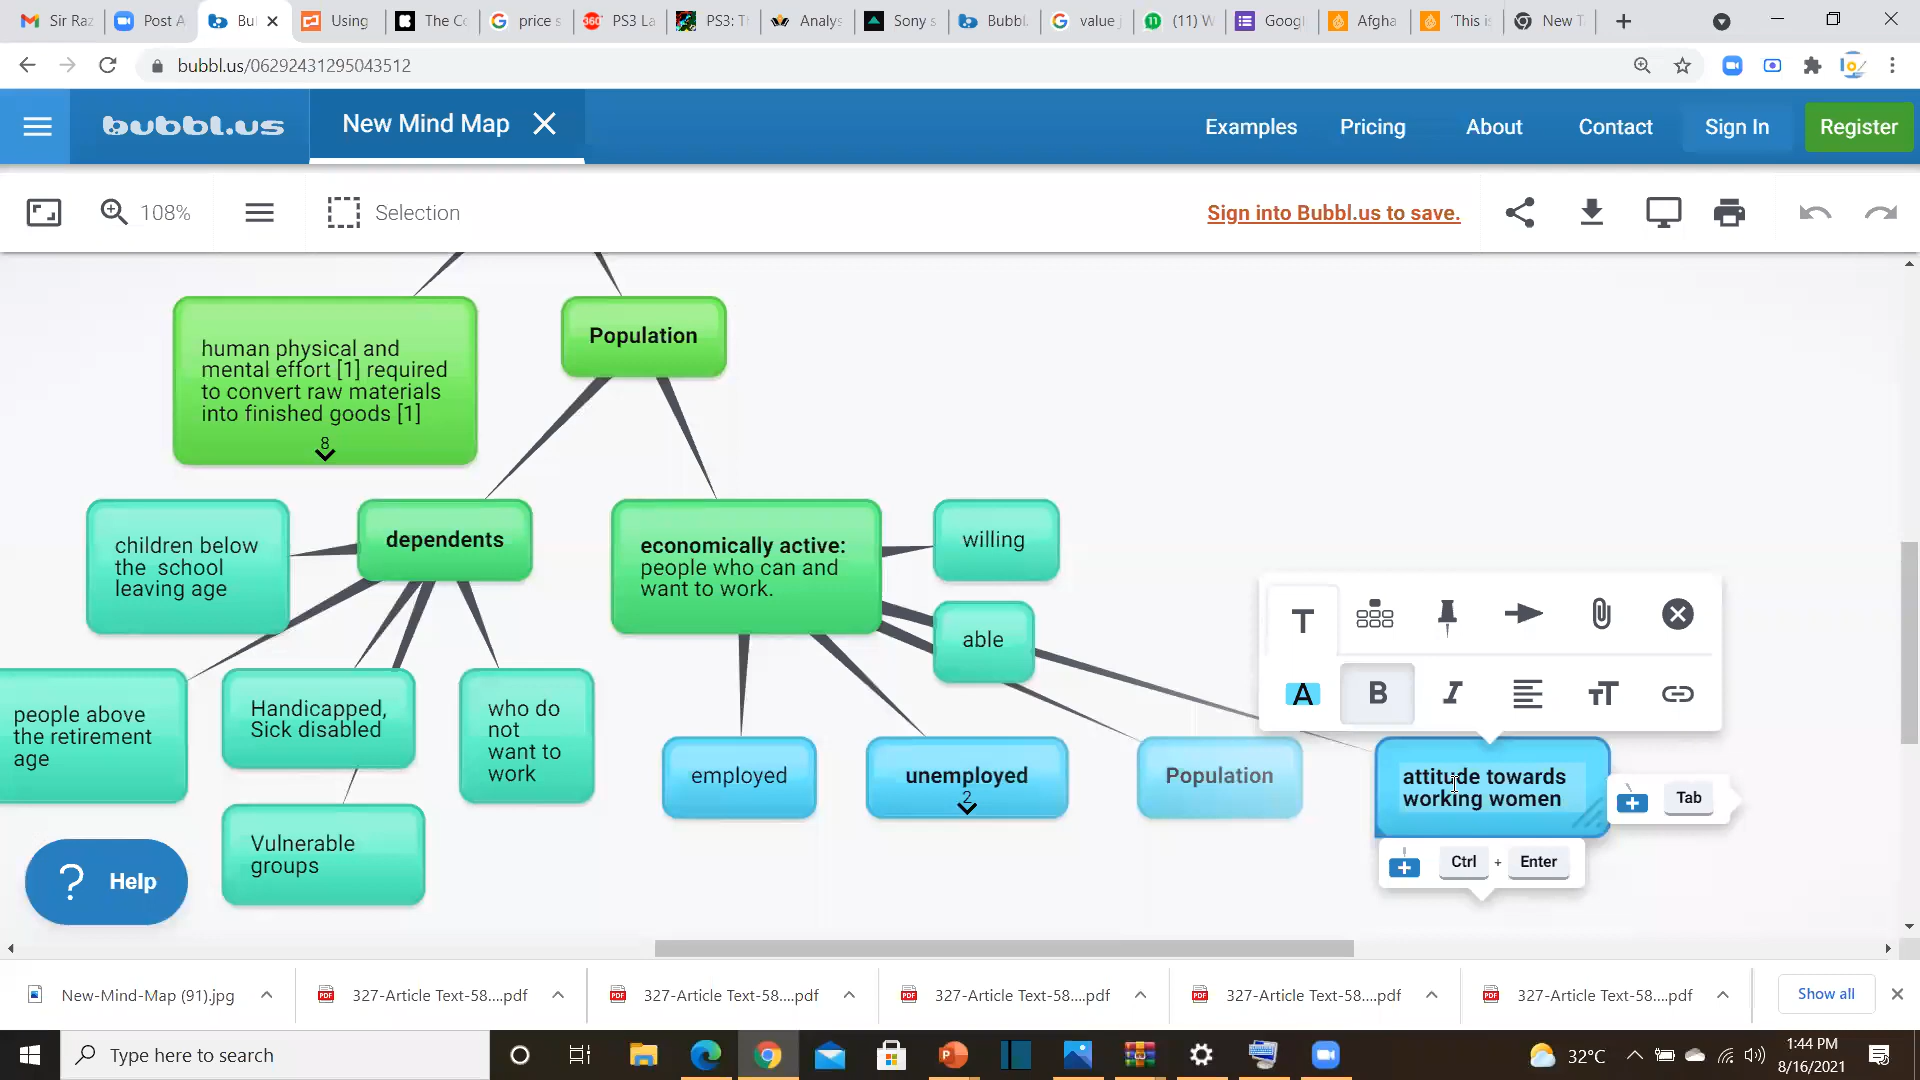 Sir Raz
Post A
Bul
Using
The Co
price s
PS3 La
PS3: Th
Analys
Sony s
Bubbl.
value j
(11) W
Googl
Afgha
'This is
New T
bubbl.us/06292431295043512
bubbl.us
New Mind Map
Examples
Pricing
About
Contact
Sign In
Register
108%
Selection
Sign into Bubbl.us to save.
human physical and
mental effort [1] required
to convert raw materials
into finished goods [1]
8
Population
children below
the school
leaving age
dependents
economically active:
people who can and
want to work.
willing
able
people above
the retirement
age
Handicapped,
Sick disabled
who do
not
want to
work
Vulnerable
groups
employed
unemployed
2
Population
T
A B I TT
attitude towards
working women
Tab
Ctrl + Enter
? Help
New-Mind-Map (91).jpg
327-Article Text-58....pdf
327-Article Text-58....pdf
327-Article Text-58....pdf
327-Article Text-58....pdf
327-Article Text-58....pdf
Show all
Type here to search
32°C
1:44 PM
8/16/2021